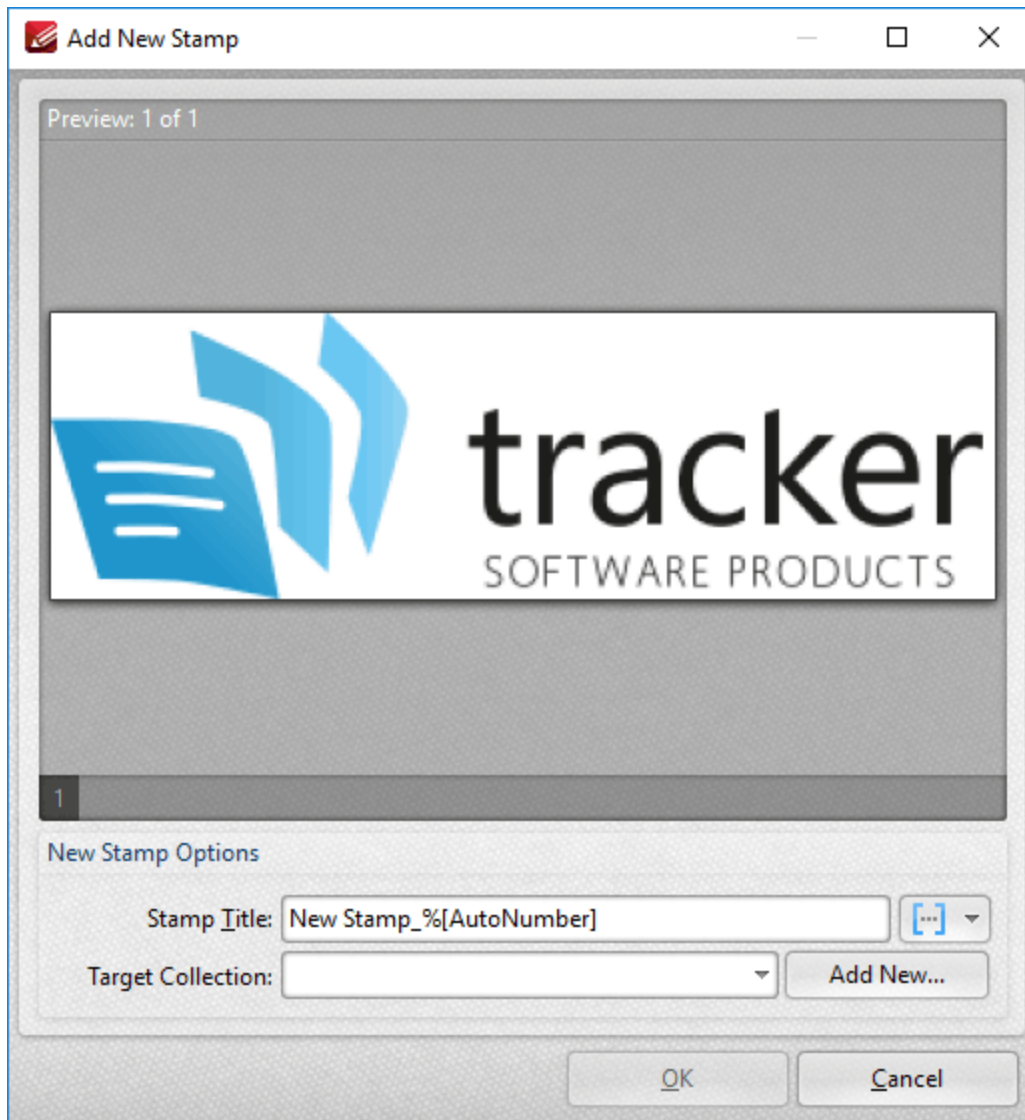 Add New Stamp
Preview: 1 of 1
tracker
SOFTWARE PRODUCTS
1
New Stamp Options
Stamp Title: New Stamp_%[AutoNumber] [...]
Target Collection: Add New...
OK Cancel